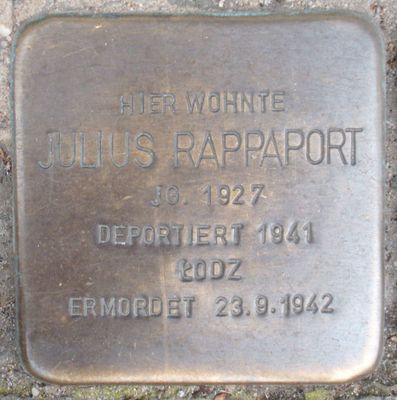 HIER WOHNTE
JULIUS RAPPAPORT
JG. 1927
DEPORTIERT 1941
ŁODZ
ERMORDET 23.9.1942